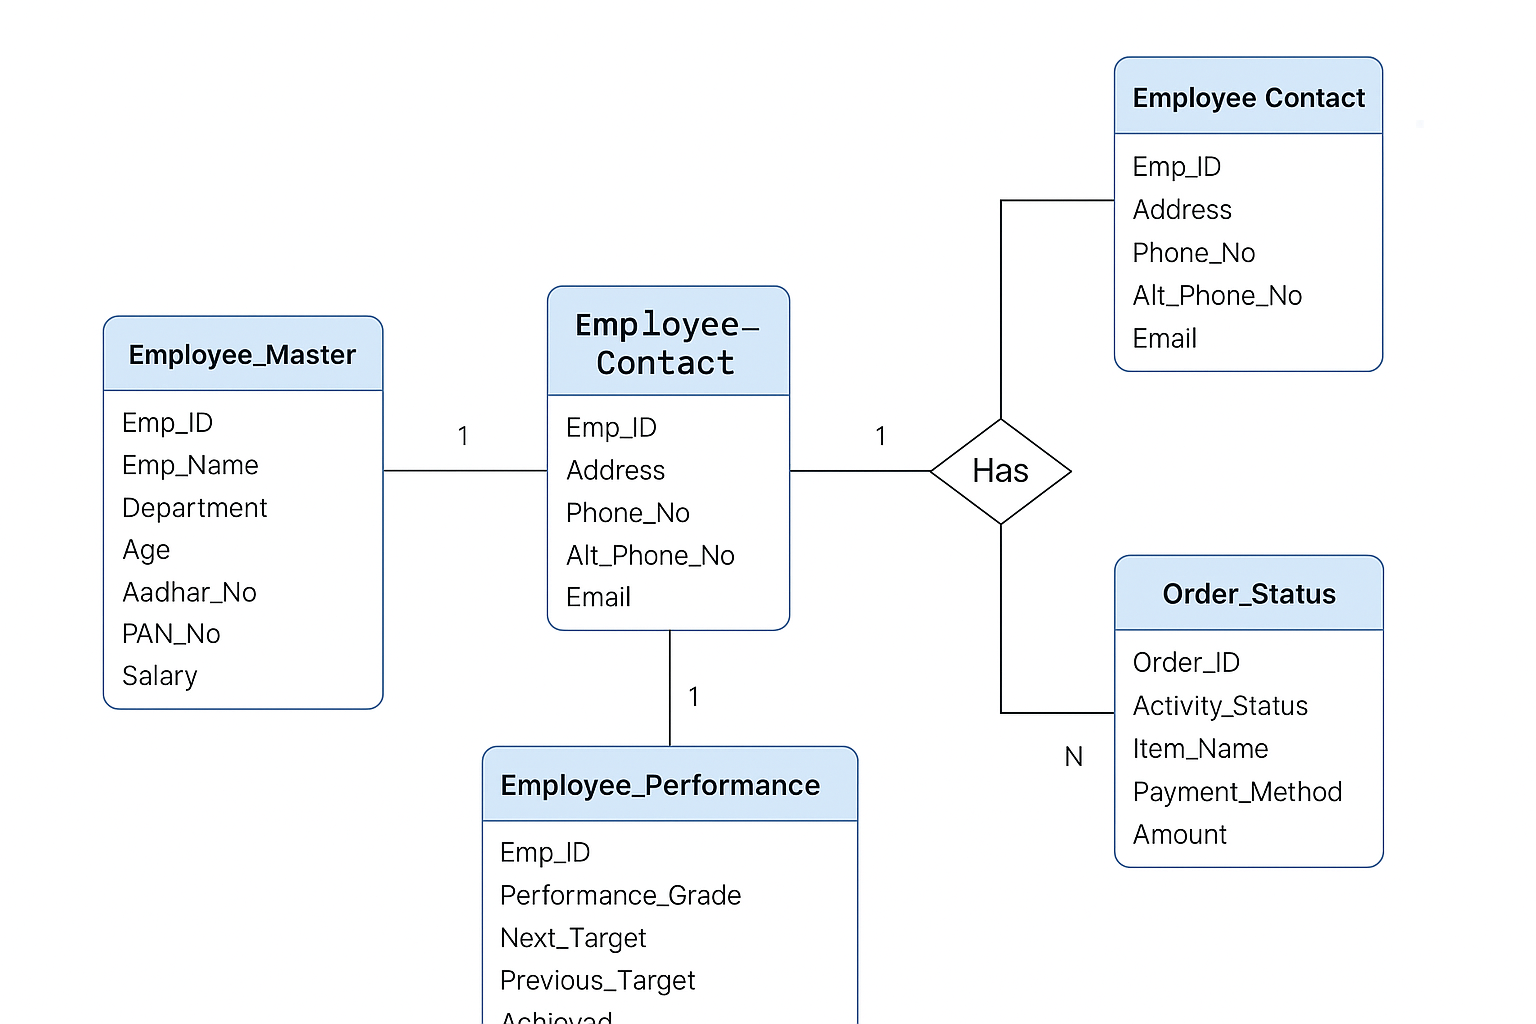 Employee_Master
Emp_ID
Emp_Name
Department
Age
Aadhar_No
PAN_No
Salary
1
Employee–
Contact
Emp_ID
Address
Phone_No
Alt_Phone_No
Email
1
1
Has
Employee Contact
Emp_ID
Address
Phone_No
Alt_Phone_No
Email
Order_Status
Order_ID
Activity_Status
Item_Name
Payment_Method
Amount
N
Employee_Performance
Emp_ID
Performance_Grade
Next_Target
Previous_Target